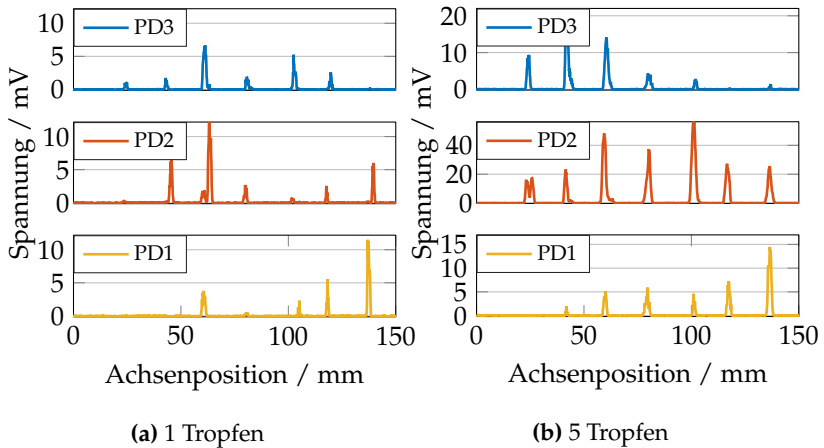 PD3
10
5
0
PD2
10
5
0
PD1
10
5
0
0 50 100 150
Spannung / mV
Achsenposition / mm
(a) 1 Tropfen
PD3
20
10
0
PD2
40
20
0
PD1
15
10
5
0
0 50 100 150
Spannung / mV
Achsenposition / mm
(b) 5 Tropfen